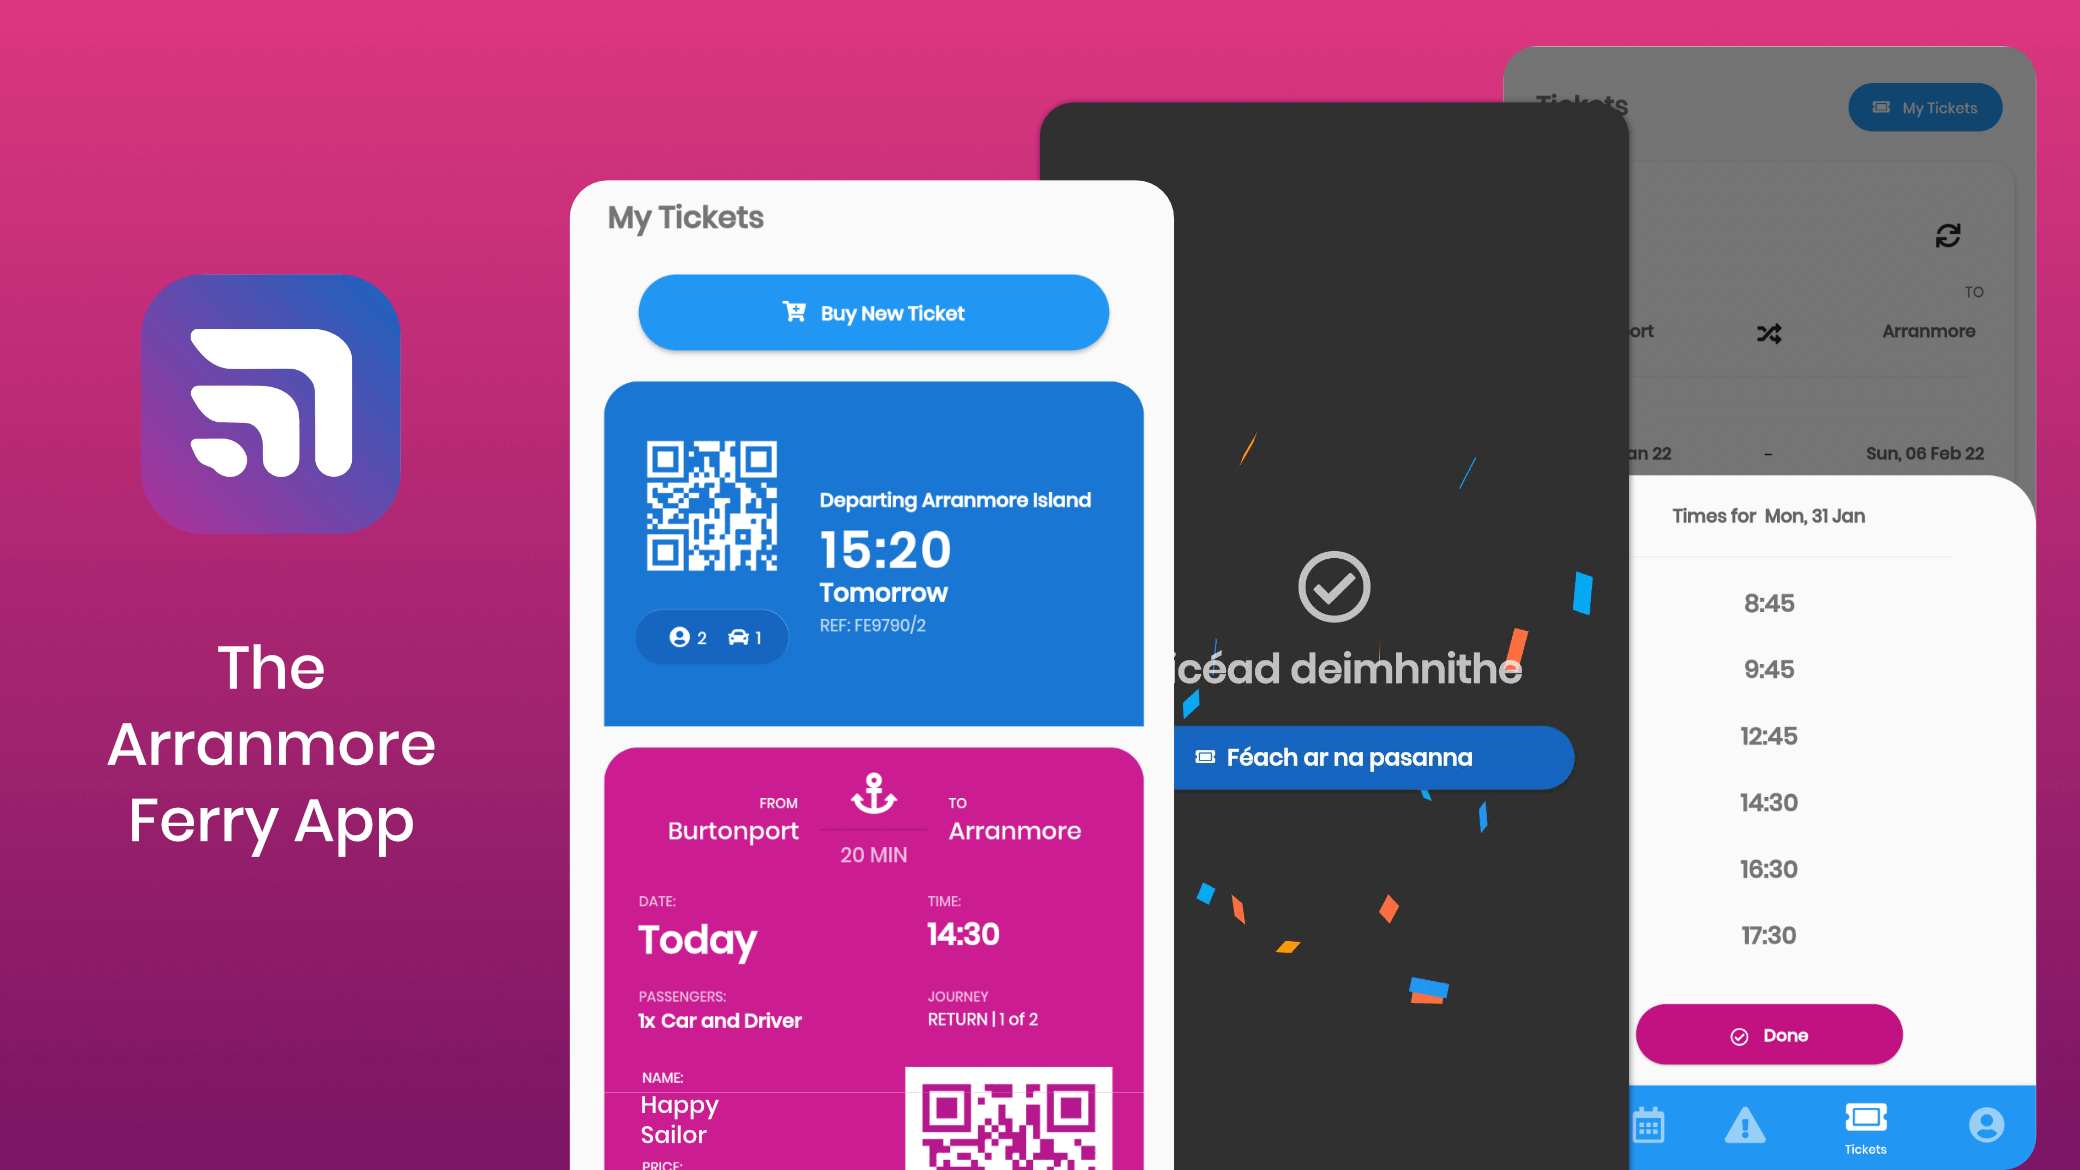 The
Arranmore
Ferry App
My Tickets
Buy New Ticket
Departing Arranmore Island
15:20
Tomorrow
REF: FE9790/2
2 1
FROM
Burtonport
20 MIN
TO
Arranmore
DATE:
Today
TIME:
14:30
PASSENGERS:
1x Car and Driver
JOURNEY
RETURN | 1 of 2
NAME:
Happy
Sailor
PRICE:
icéad deimhnithe
Féach ar na pasanna
Tickets
My Tickets
TO
ort
Arranmore
an 22 - Sun, 06 Feb 22
Times for Mon, 31 Jan
8:45
9:45
12:45
14:30
16:30
17:30
Done
Tickets